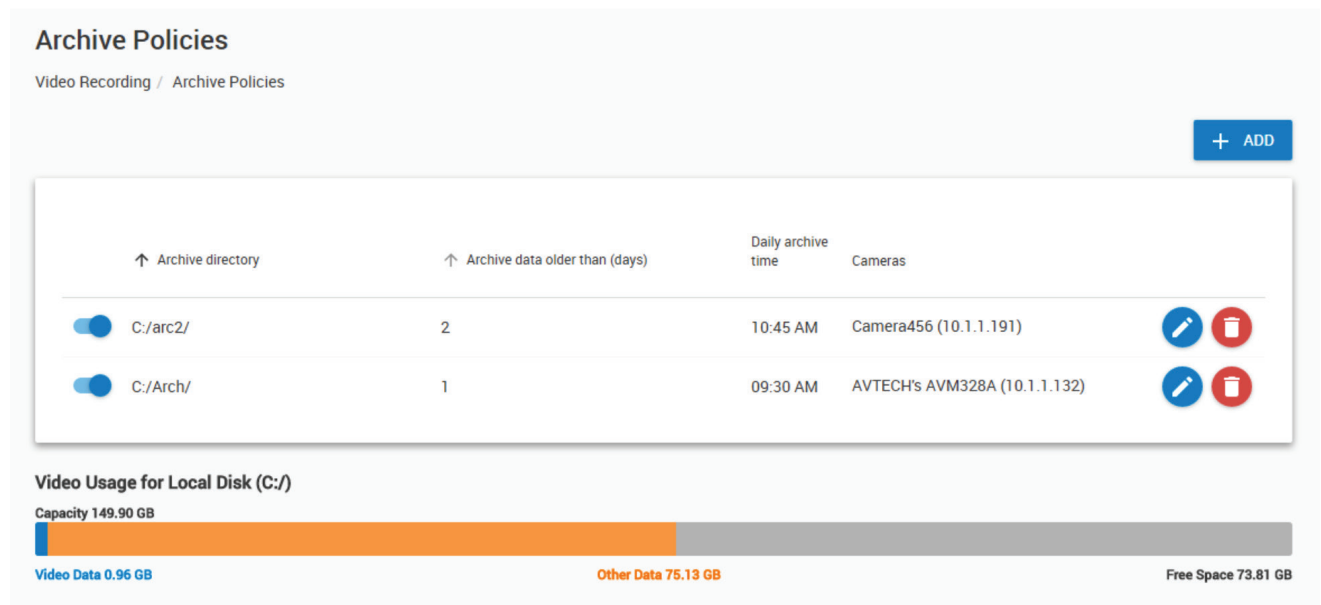 Archive Policies
Video Recording / Archive Policies
+ ADD
↑ Archive directory ↑ Archive data older than (days) Daily archive time Cameras
C:/arc2/ 2 10:45 AM Camera456 (10.1.1.191)
C:/Arch/ 1 09:30 AM AVTECH's AVM328A (10.1.1.132)
Video Usage for Local Disk (C:/)
Capacity 149.90 GB
Video Data 0.96 GB Other Data 75.13 GB Free Space 73.81 GB